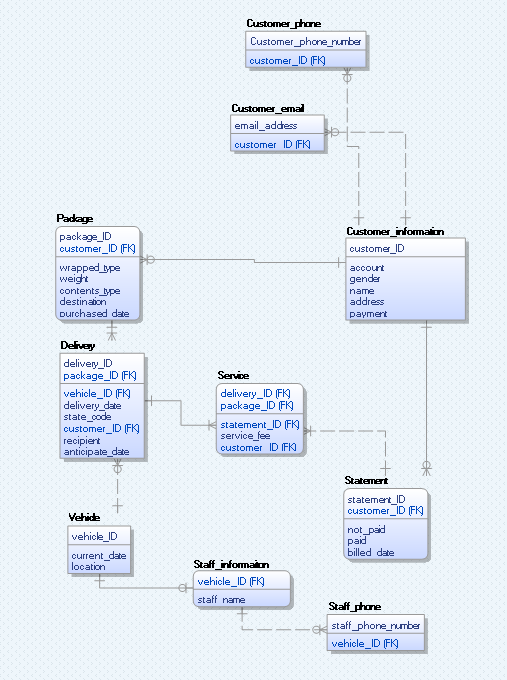 Customer_phone
Customer_phone_number
customer_ID (FK)
Customer_email
email_address
customer_ID (FK)
Package
package_ID
customer_ID (FK)
wrapped_type
weight
contents_type
destination
purchased_date
Customer_information
customer_ID
account
gender
name
address
payment
Delivery
delivery_ID
package_ID (FK)
vehicle_ID (FK)
delivery_date
state_code
customer_ID (FK)
recipient
anticipate_date
Service
delivery_ID (FK)
package_ID (FK)
statement_ID (FK)
service_fee
customer_ID (FK)
Statement
statement_ID
customer_ID (FK)
not_paid
paid
billed_date
Vehicle
vehicle_ID
current_date
location
Staff_information
vehicle_ID (FK)
staff_name
Staff_phone
staff_phone_number
vehicle_ID (FK)